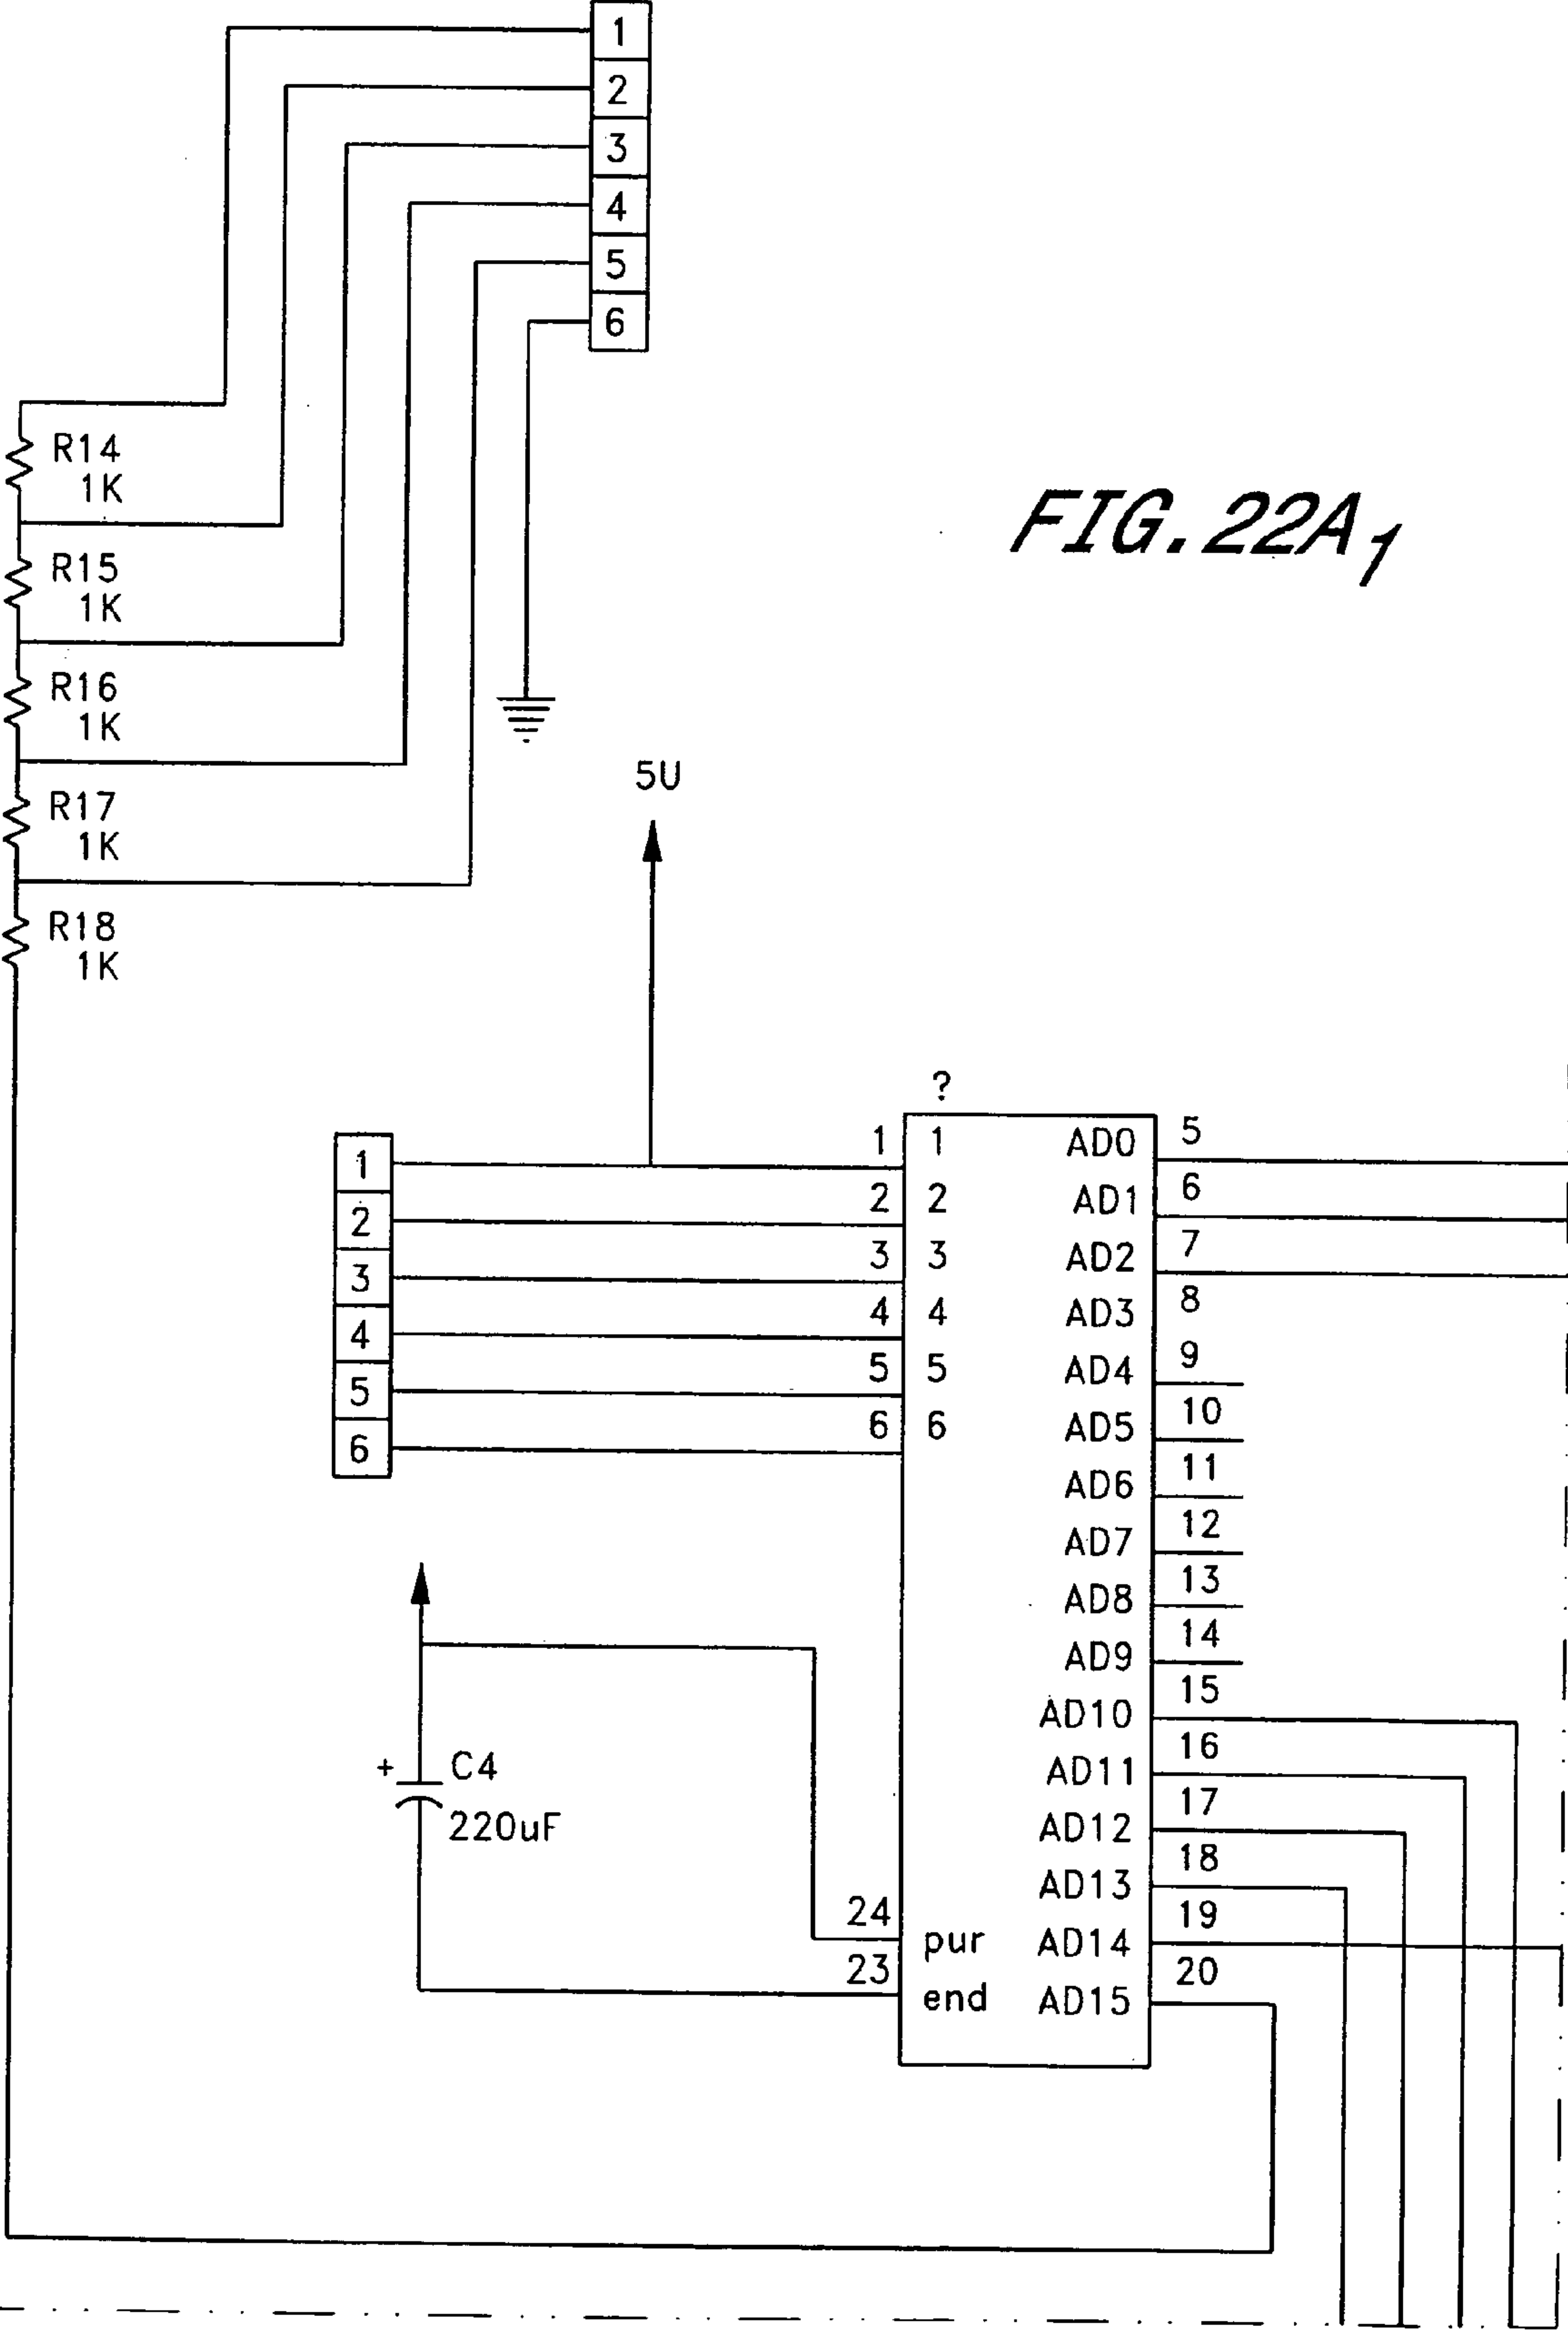 1
2
3
4
5
6
R14
1K
R15
1K
R16
1K
R17
1K
R18
1K
FIG. 22A1
5U
?
1
2
3
4
5
6
1
2
3
4
5
6
1
2
3
4
5
6
AD0 5
AD1 6
AD2 7
AD3 8
AD4 9
AD5 10
AD6 11
AD7 12
AD8 13
AD9 14
AD10 15
AD11 16
AD12 17
AD13 18
AD14 19
AD15 20
+ C4
220uF
24 pur
23 end